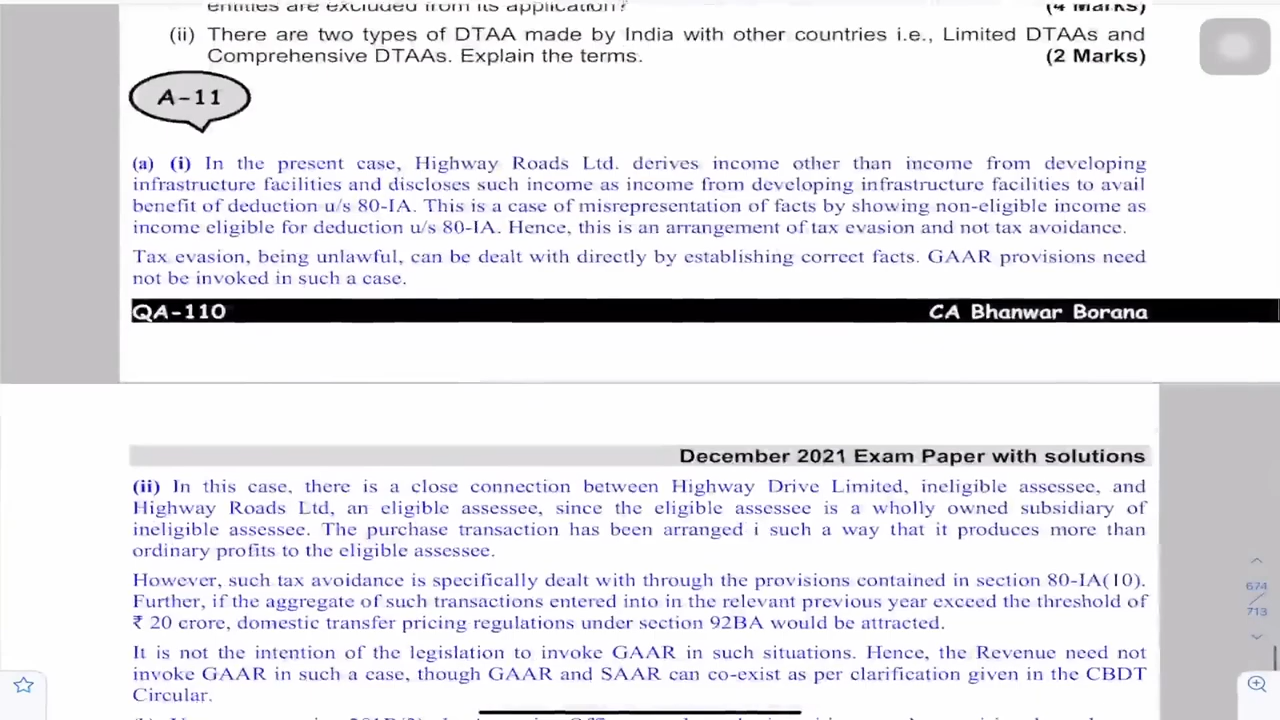 entities are excluded from its application? (4 Marks)
(ii) There are two types of DTAA made by India with other countries i.e., Limited DTAAs and
Comprehensive DTAAs. Explain the terms. (2 Marks)
A-11
(a) (i) In the present case, Highway Roads Ltd. derives income other than income from developing
infrastructure facilities and discloses such income as income from developing infrastructure facilities to avail
benefit of deduction u/s 80-IA. This is a case of misrepresentation of facts by showing non-eligible income as
income eligible for deduction u/s 80-IA. Hence, this is an arrangement of tax evasion and not tax avoidance.
Tax evasion, being unlawful, can be dealt with directly by establishing correct facts. GAAR provisions need
not be invoked in such a case.
QA-110 CA Bhanwar Borana
December 2021 Exam Paper with solutions
(ii) In this case, there is a close connection between Highway Drive Limited, ineligible assessee, and
Highway Roads Ltd, an eligible assessee, since the eligible assessee is a wholly owned subsidiary of
ineligible assessee. The purchase transaction has been arranged i such a way that it produces more than
ordinary profits to the eligible assessee.
However, such tax avoidance is specifically dealt with through the provisions contained in section 80-IA(10).
Further, if the aggregate of such transactions entered into in the relevant previous year exceed the threshold of
₹ 20 crore, domestic transfer pricing regulations under section 92BA would be attracted.
674
713
It is not the intention of the legislation to invoke GAAR in such situations. Hence, the Revenue need not
invoke GAAR in such a case, though GAAR and SAAR can co-exist as per clarification given in the CBDT
Circular.